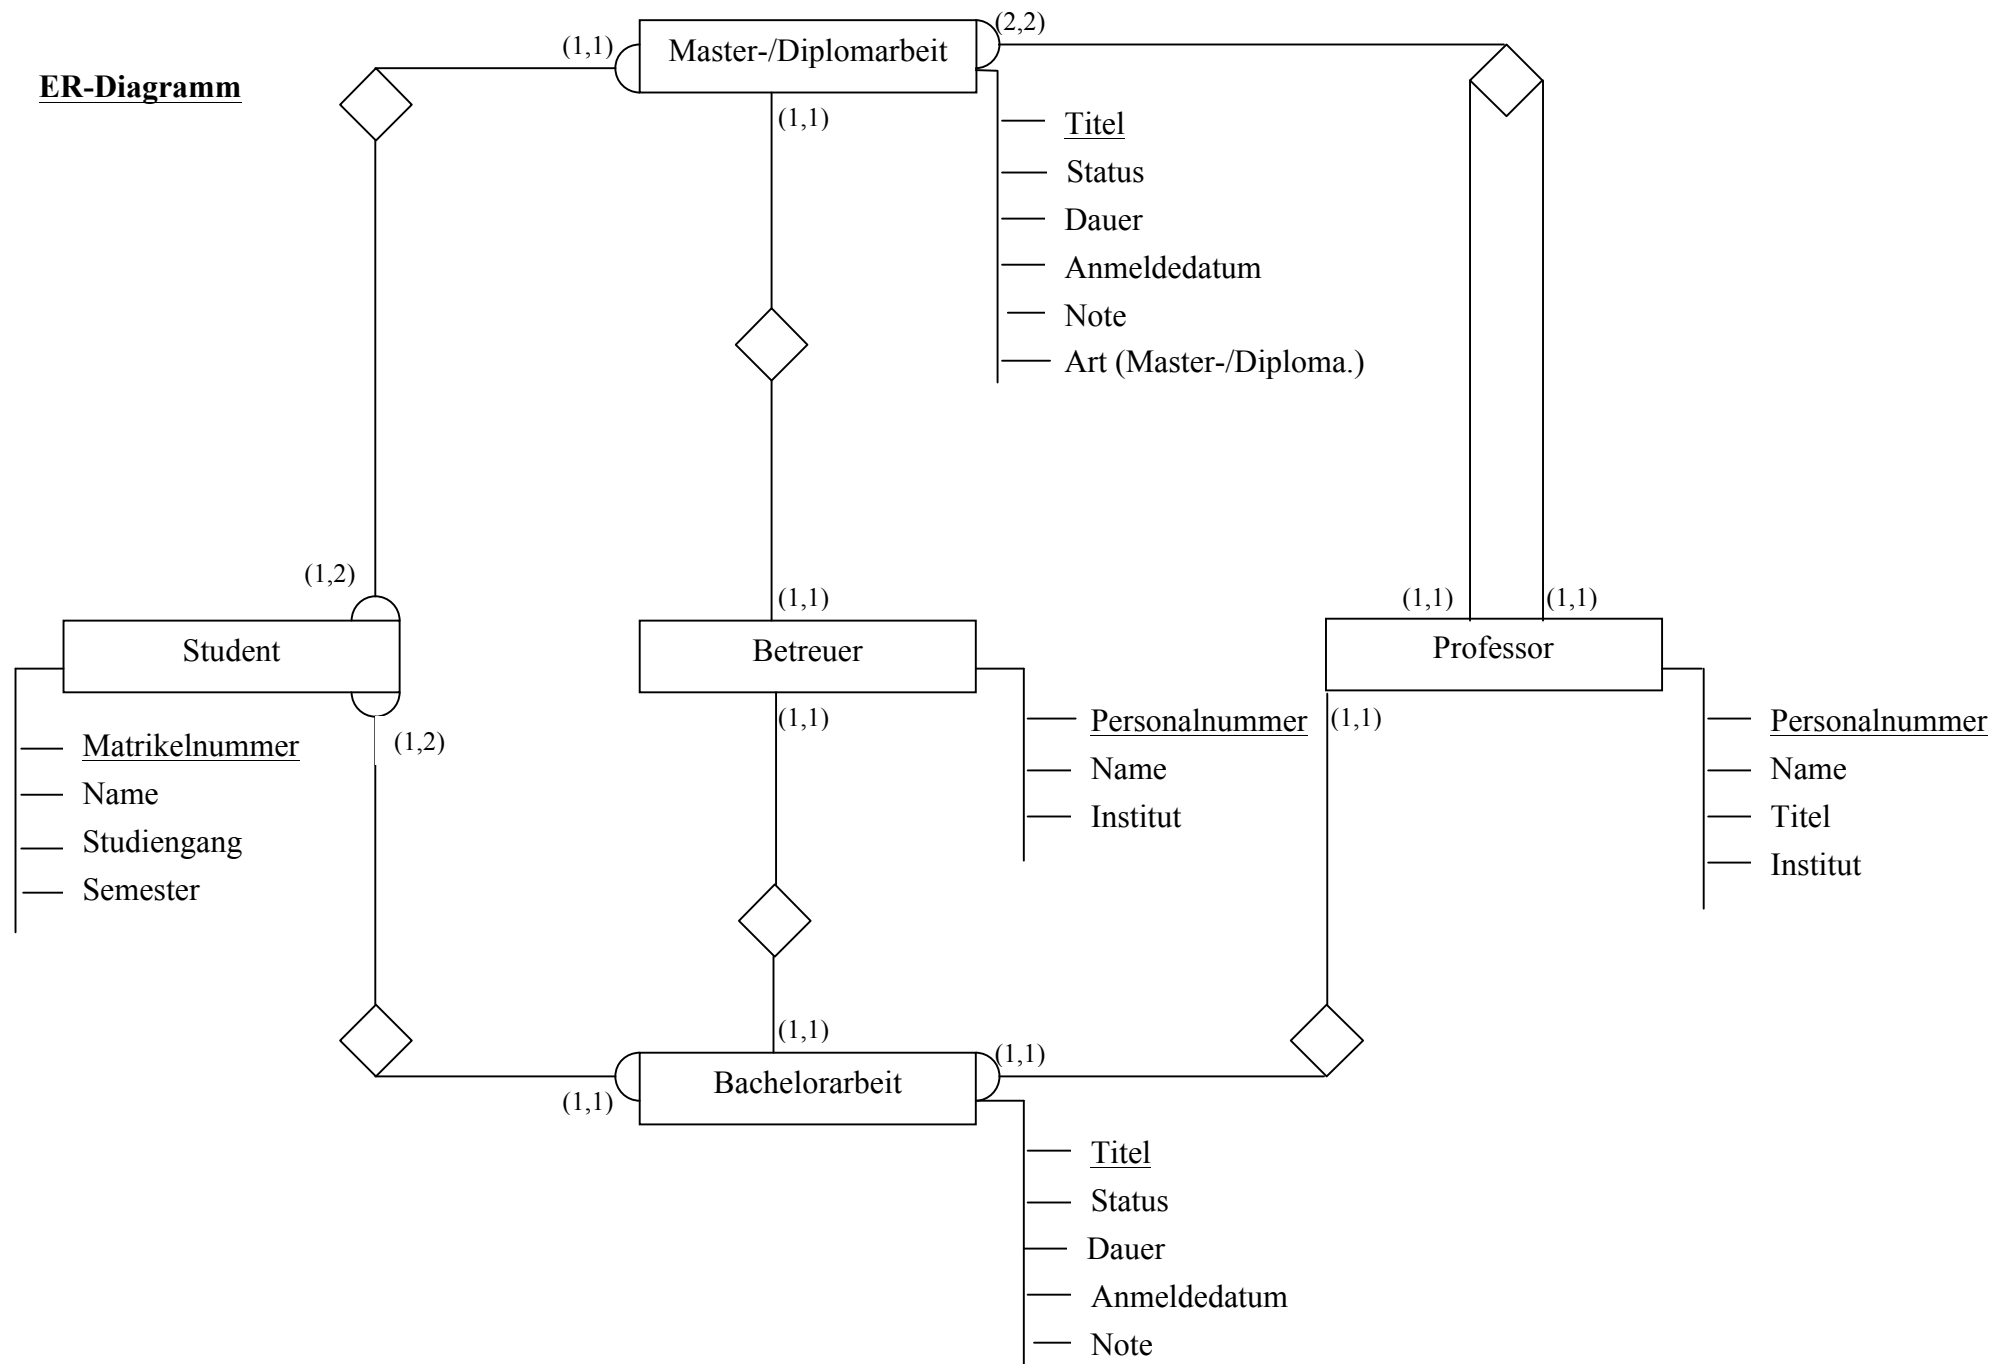 ER-Diagramm
(1,1)
Master-/Diplomarbeit
(2,2)
(1,1)
Titel
Status
Dauer
Anmeldedatum
Note
Art (Master-/Diploma.)
(1,2)
(1,1)
(1,1)
(1,1)
Student
Betreuer
Professor
(1,2)
(1,1)
(1,1)
Matrikelnummer
Name
Studiengang
Semester
Personalnummer
Name
Institut
Personalnummer
Name
Titel
Institut
(1,1)
(1,1)
(1,1)
Bachelorarbeit
Titel
Status
Dauer
Anmeldedatum
Note